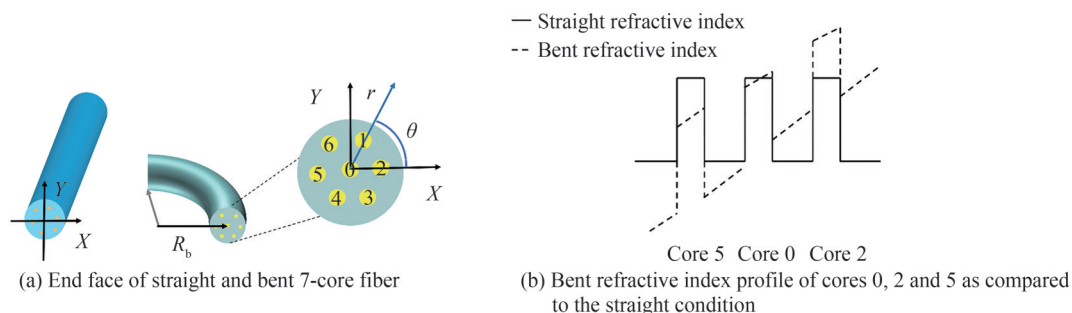 Straight refractive index
Bent refractive index
Y
X
R_b
Y
r
θ
X
6
1
5
0
2
4
3
Core 5 Core 0 Core 2
(a) End face of straight and bent 7-core fiber
(b) Bent refractive index profile of cores 0, 2 and 5 as compared
to the straight condition